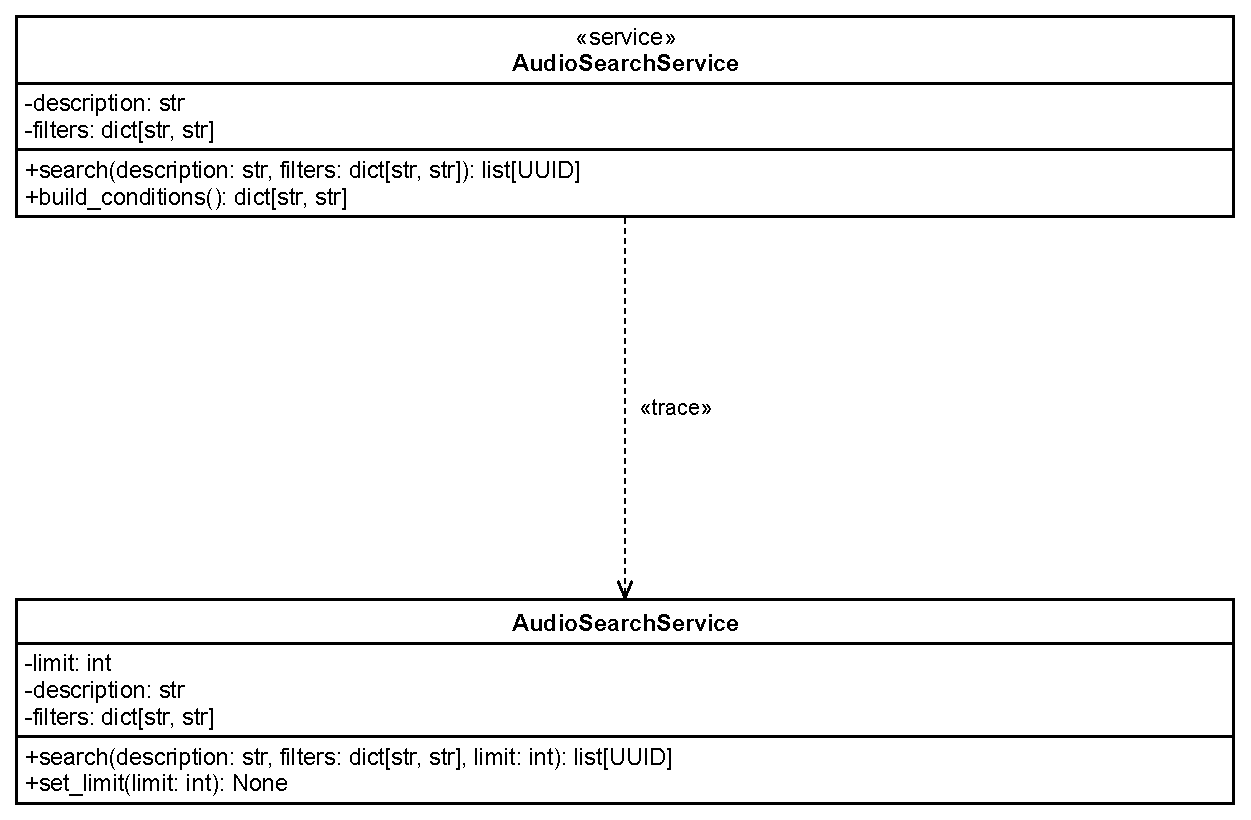 «service»
AudioSearchService
-description: str
-filters: dict[str, str]
+search(description: str, filters: dict[str, str]): list[UUID]
+build_conditions(): dict[str, str]
«trace»
AudioSearchService
-limit: int
-description: str
-filters: dict[str, str]
+search(description: str, filters: dict[str, str], limit: int): list[UUID]
+set_limit(limit: int): None